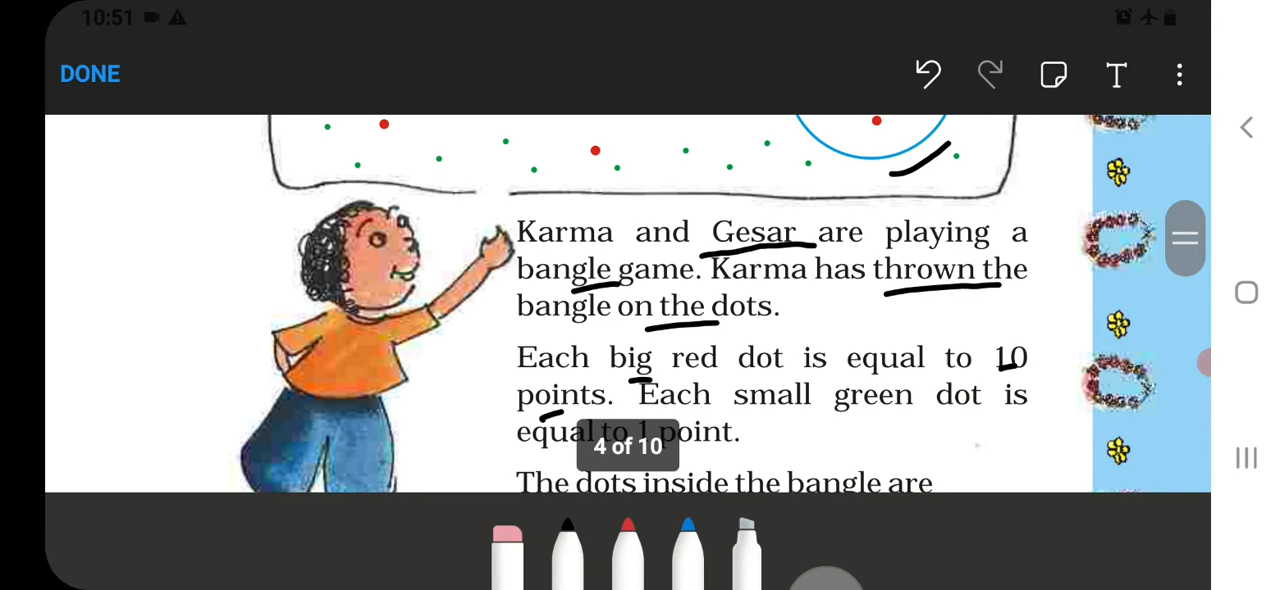 10:51
DONE
T
Karma and Gesar are playing a
bangle game. Karma has thrown the
bangle on the dots.
Each big red dot is equal to 10
points. Each small green dot is
equal to 1 point.
4 of 10
The dots inside the bangle are